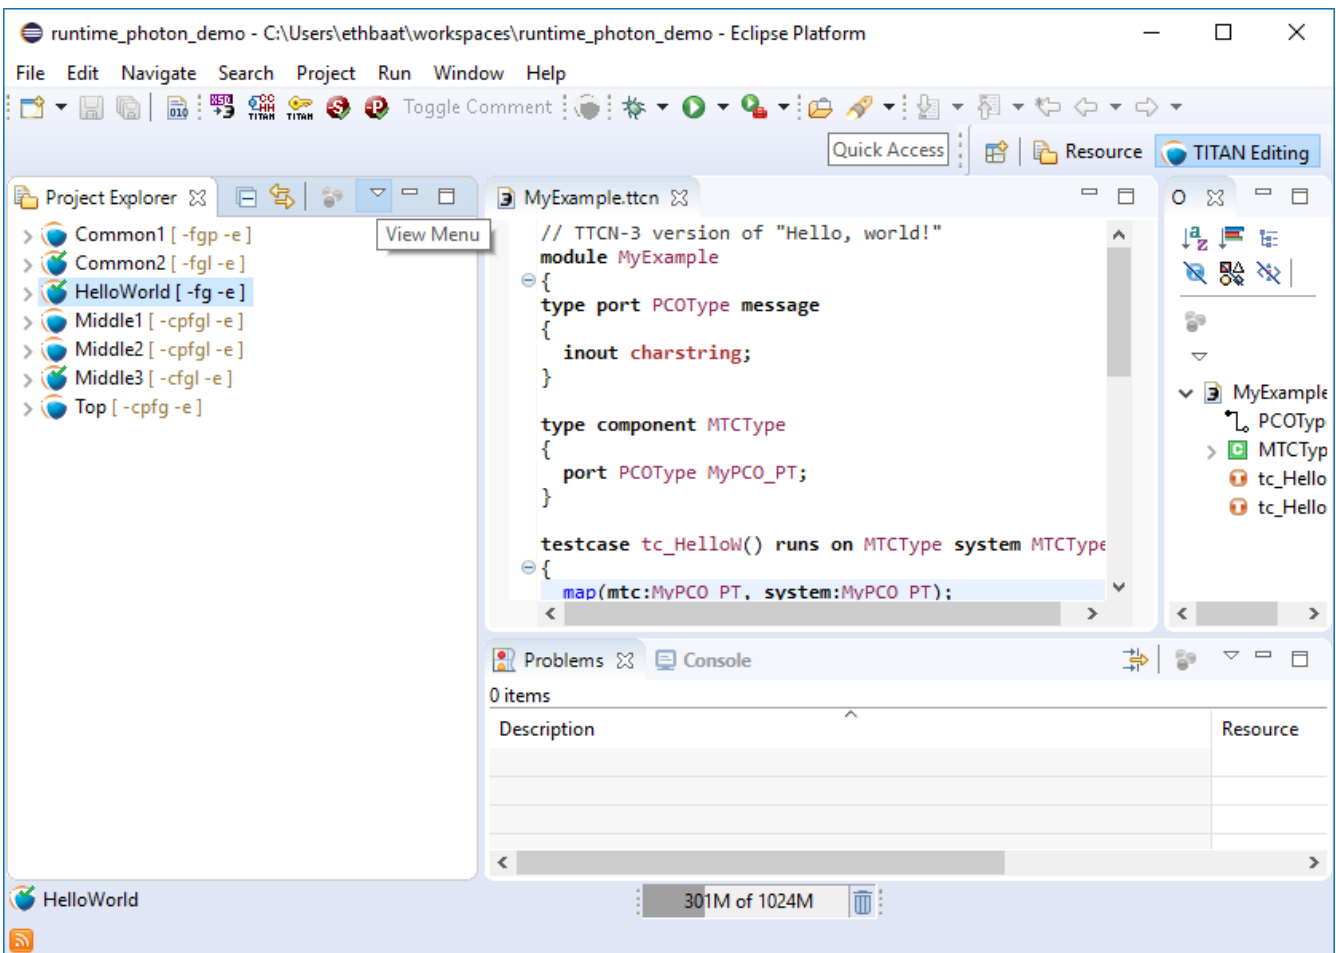 runtime_photon_demo - C:\Users\ethbaat\workspaces\runtime_photon_demo - Eclipse Platform
File Edit Navigate Search Project Run Window Help
010 XSD TITAN TITAN Toggle Comment
Quick Access Resource TITAN Editing
Project Explorer
View Menu
Common1 [ -fgp -e ]
Common2 [ -fgl -e ]
HelloWorld [ -fg -e ]
Middle1 [ -cpfgl -e ]
Middle2 [ -cpfgl -e ]
Middle3 [ -cfgl -e ]
Top [ -cpfg -e ]
MyExample.ttcn
// TTCN-3 version of "Hello, world!"
module MyExample
{
type port PCOType message
{
inout charstring;
}
type component MTCType
{
port PCOType MyPCO_PT;
}
testcase tc_HelloW() runs on MTCType system MTCType
{
map(mtc:MyPCO_PT, system:MyPCO_PT);
O
MyExample
PCOTyp
MTCTyp
tc_Hello
tc_Hello
Problems Console
0 items
Description Resource
HelloWorld
301M of 1024M